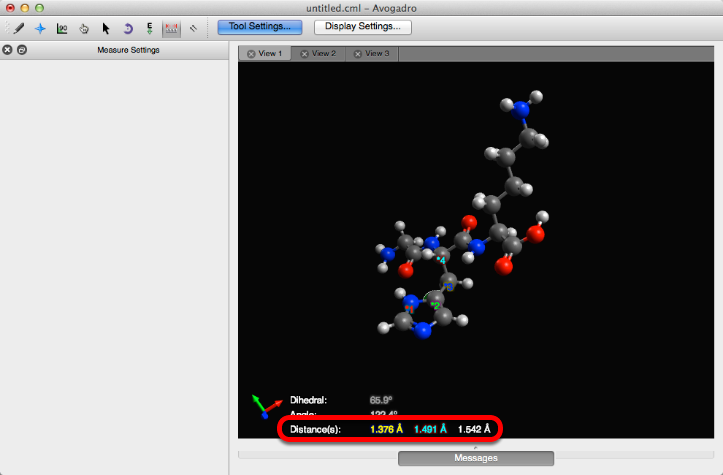 untitled.cml – Avogadro
E
Tool Settings...
Display Settings...
Measure Settings
View 1
View 2
View 3
*4
*3
*2
*1
Dihedral: 65.9°
Angle: 122.4°
Distance(s): 1.376 Å 1.491 Å 1.542 Å
Messages